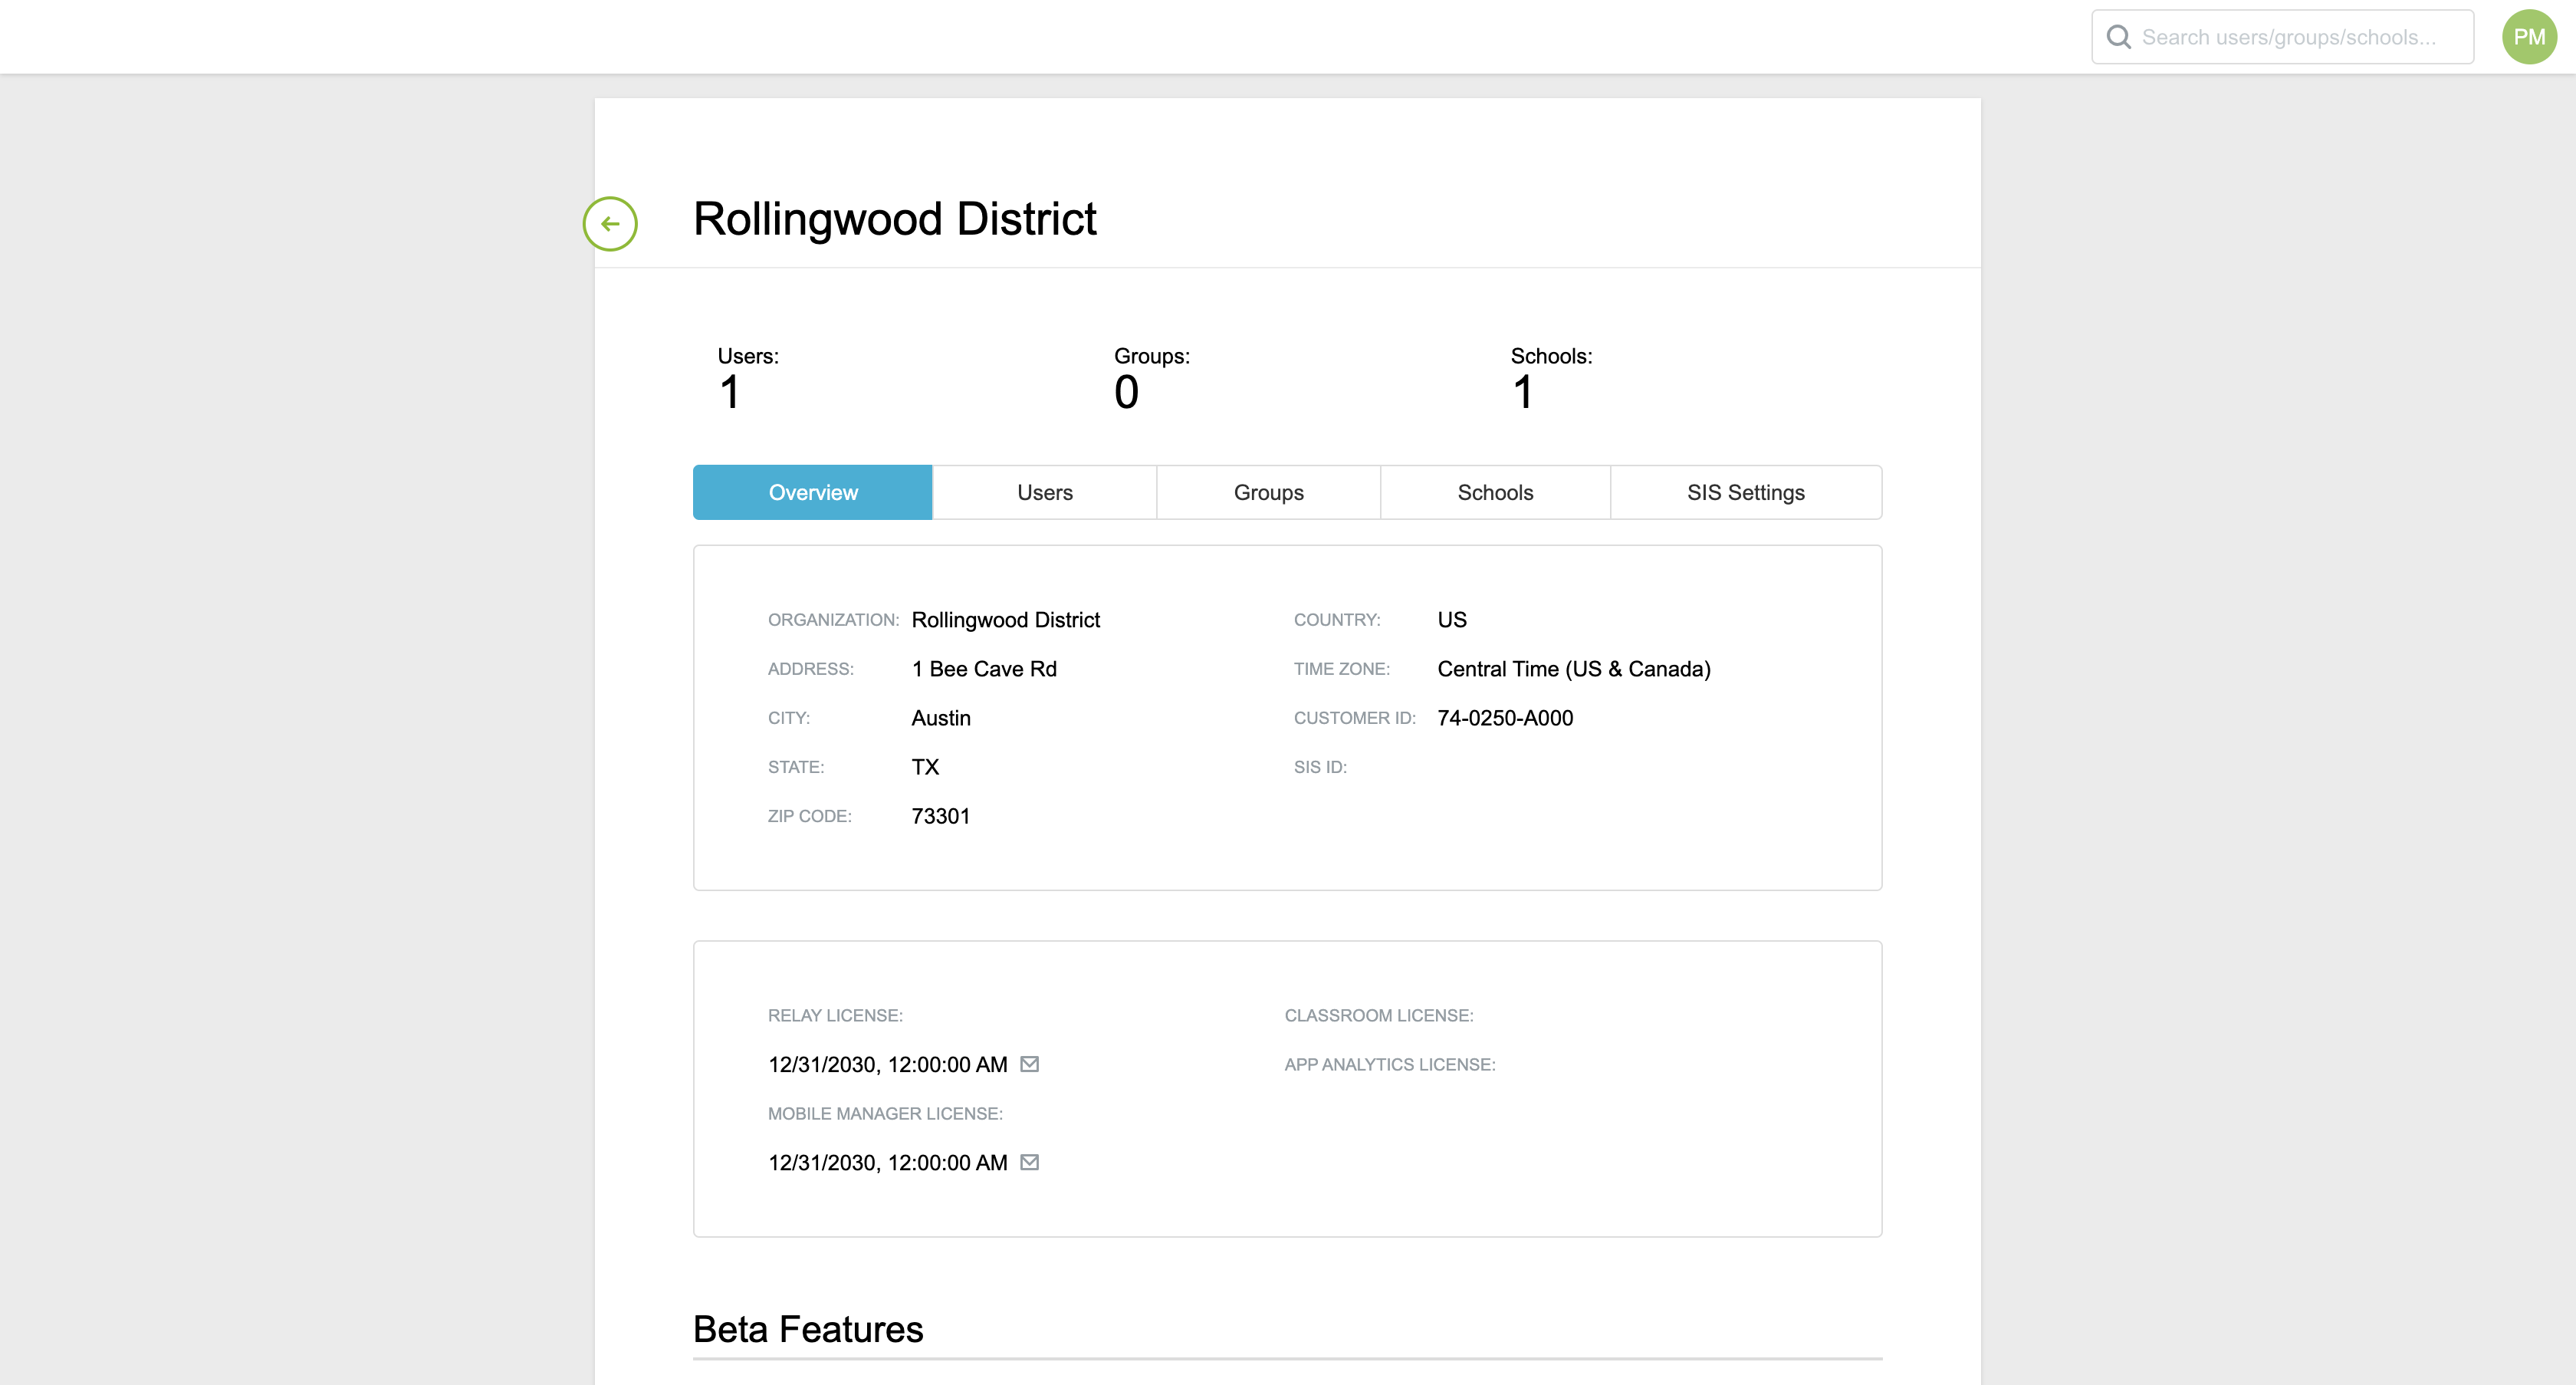 Search users/groups/schools...
PM
Rollingwood District
Users: Groups: Schools:
1 0 1
Overview Users Groups Schools SIS Settings
ORGANIZATION: Rollingwood District COUNTRY: US
ADDRESS: 1 Bee Cave Rd TIME ZONE: Central Time (US & Canada)
CITY: Austin CUSTOMER ID: 74-0250-A000
STATE: TX SIS ID:
ZIP CODE: 73301
RELAY LICENSE: CLASSROOM LICENSE:
12/31/2030, 12:00:00 AM APP ANALYTICS LICENSE:
MOBILE MANAGER LICENSE:
12/31/2030, 12:00:00 AM
Beta Features